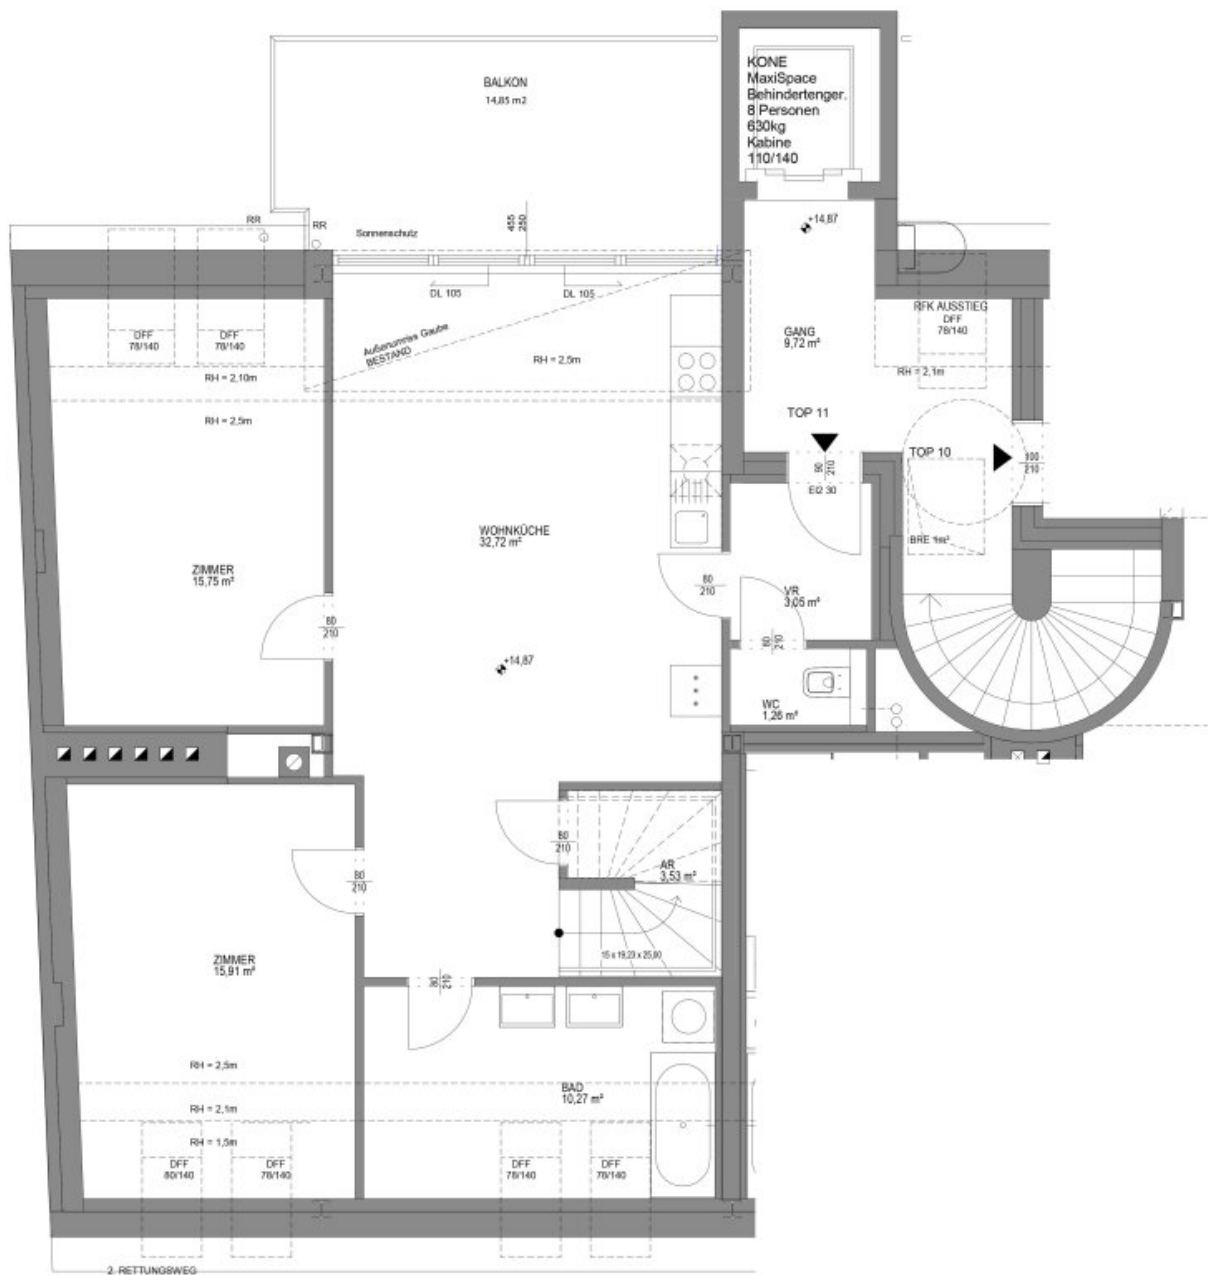 KONE
MaxiSpace
Behindertenger.
8 Personen
630kg
Kabine
110/140
BALKON
14,85 m2
RR
RR
Sonnenschutz
455
250
+14,87
DL 105
DL 105
DFF
78/140
DFF
78/140
Außenumriss Gaube
BESTAND
RH = 2,5m
GANG
9,72 m²
RFK AUSSTIEG
DFF
78/140
RH = 2,10m
RH = 2,1m
RH = 2,5m
TOP 11
TOP 10
90
210
100
210
EI2 30
WOHNKÜCHE
32,72 m²
BRE 1m²
ZIMMER
15,75 m²
80
210
VR
3,05 m²
80
210
80
210
+14,87
WC
1,26 m²
80
210
AR
3,53 m²
80
210
ZIMMER
15,91 m²
15 x 19,23 x 25,00
80
210
RH = 2,5m
BAD
10,27 m²
RH = 2,1m
RH = 1,5m
DFF
80/140
DFF
78/140
DFF
78/140
DFF
78/140
2. RETTUNGSWEG